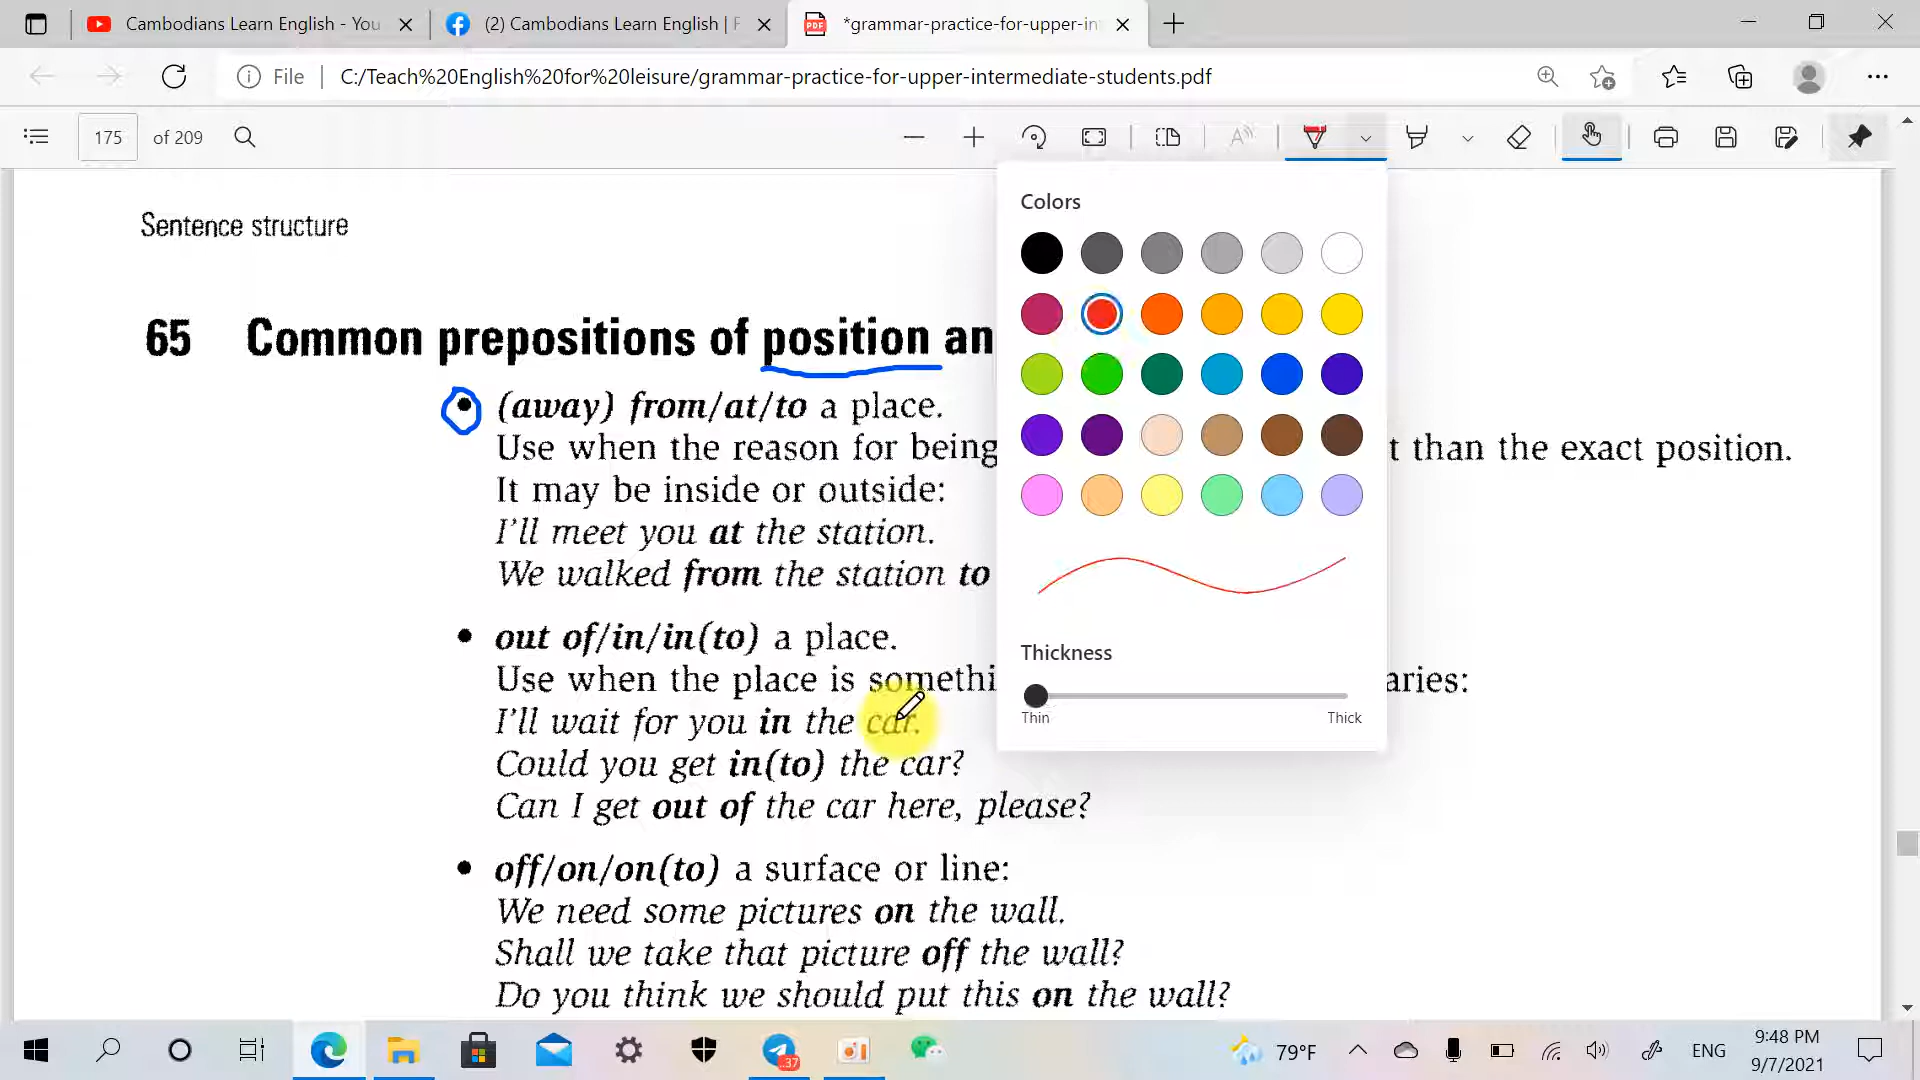 Cambodians Learn English - You
(2) Cambodians Learn English | F
*grammar-practice-for-upper-int
File
C:/Teach%20English%20for%20leisure/grammar-practice-for-upper-intermediate-students.pdf
175 of 209
Sentence structure
65 Common prepositions of position an
(away) from/at/to a place.
Use when the reason for being t than the exact position.
It may be inside or outside:
I'll meet you at the station.
We walked from the station to
out of/in/in(to) a place.
Use when the place is somethi aries:
I'll wait for you in the car.
Could you get in(to) the car?
Can I get out of the car here, please?
off/on/on(to) a surface or line:
We need some pictures on the wall.
Shall we take that picture off the wall?
Do you think we should put this on the wall?
Colors
Thickness
Thin Thick
37
79°F
ENG
9:48 PM
9/7/2021